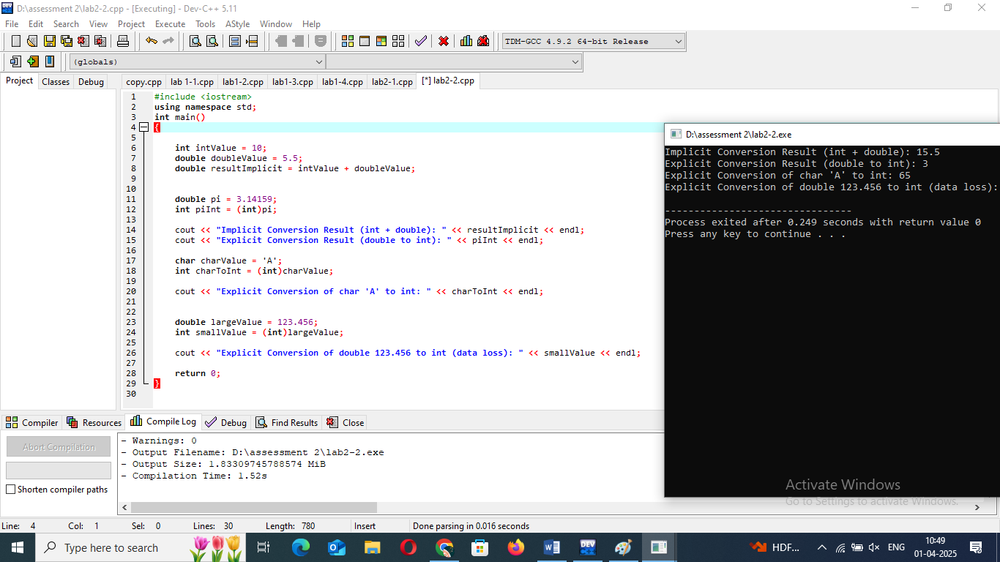 D:\assessment 2\lab2-2.cpp - [Executing] - Dev-C++ 5.11
File Edit Search View Project Execute Tools AStyle Window Help
TDM-GCC 4.9.2 64-bit Release
(globals)
Project Classes Debug
copy.cpp lab 1-1.cpp lab1-2.cpp lab1-3.cpp lab1-4.cpp lab2-1.cpp [*] lab2-2.cpp
1 #include <iostream>
2 using namespace std;
3 int main()
4 {
5
6 int intValue = 10;
7 double doubleValue = 5.5;
8 double resultImplicit = intValue + doubleValue;
9
10
11 double pi = 3.14159;
12 int piInt = (int)pi;
13
14 cout << "Implicit Conversion Result (int + double): " << resultImplicit << endl;
15 cout << "Explicit Conversion Result (double to int): " << piInt << endl;
16
17 char charValue = 'A';
18 int charToInt = (int)charValue;
19
20 cout << "Explicit Conversion of char 'A' to int: " << charToInt << endl;
21
22
23 double largeValue = 123.456;
24 int smallValue = (int)largeValue;
25
26 cout << "Explicit Conversion of double 123.456 to int (data loss): " << smallValue << endl;
27
28 return 0;
29 }
30
D:\assessment 2\lab2-2.exe
Implicit Conversion Result (int + double): 15.5
Explicit Conversion Result (double to int): 3
Explicit Conversion of char 'A' to int: 65
Explicit Conversion of double 123.456 to int (data loss):
--------------------------------
Process exited after 0.249 seconds with return value 0
Press any key to continue . . .
Compiler Resources Compile Log Debug Find Results Close
Abort Compilation
Shorten compiler paths
- Warnings: 0
- Output Filename: D:\assessment 2\lab2-2.exe
- Output Size: 1.83309745788574 MiB
- Compilation Time: 1.52s
Activate Windows
Go to Settings to activate Windows.
Line: 4 Col: 1 Sel: 0 Lines: 30 Length: 780 Insert Done parsing in 0.016 seconds
Type here to search
HDF...
ENG
10:49
01-04-2025